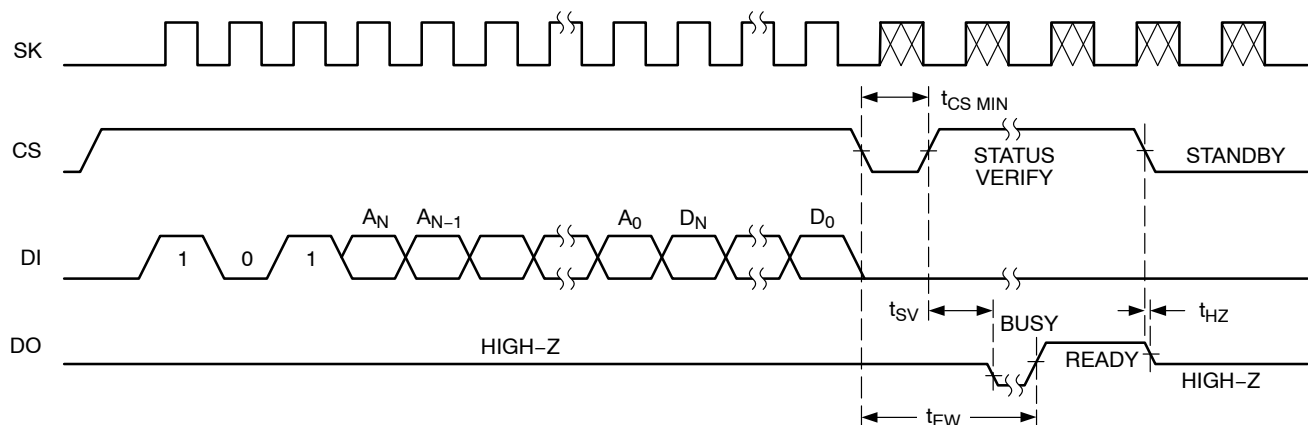 SK
t_CS MIN
CS
STATUS
VERIFY
STANDBY
A_N A_N–1 A_0 D_N D_0
DI
1 0 1
t_SV
BUSY
t_HZ
DO
HIGH–Z
READY
HIGH–Z
t_EW